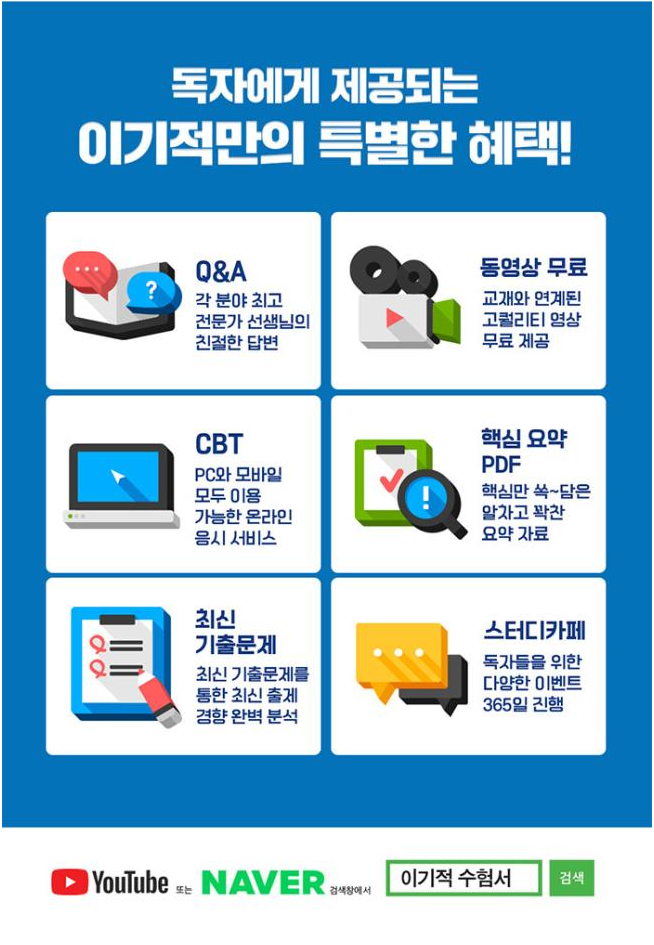 독자에게 제공되는
이기적만의 특별한 혜택!
Q&A
각 분야 최고
전문가 선생님의
친절한 답변
?
동영상 무료
교재와 연계된
고퀄리티 영상
무료 제공
CBT
PC와 모바일
모두 이용
가능한 온라인
응시 서비스
!
핵심 요약
PDF
핵심만 쏙~담은
알차고 꽉찬
요약 자료
최신
기출문제
최신 기출문제를
통한 최신 출제
경향 완벽 분석
스터디카페
독자들을 위한
다양한 이벤트
365일 진행
YouTube 또는 NAVER 검색창에서 이기적 수험서 검색